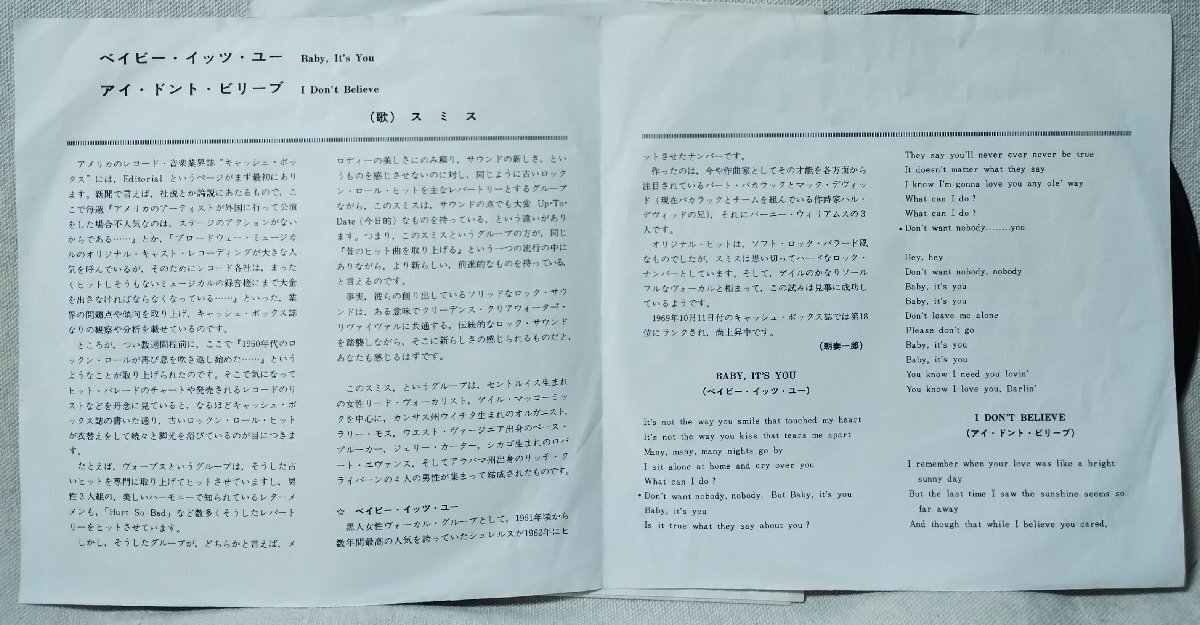 ベイビー・イッツ・ユー Baby, It's You
アイ・ドント・ビリーブ I Don't Believe
(歌) スミス
アメリカのレコード・音楽業界誌“キャッシュ・ボッ
クス”には、Editorial というページがまず最初にあり
ます。新聞で言えば、社説とか論説にあたるもので、こ
こで毎週『アメリカのアーティストが外国に行って公演
をした場合不人気なのは、ステージのアクションがない
からである……』とか、『ブロードウェー・ミュージカ
ルのオリジナル・キャスト・レコーディングが大きな人
気を呼んでいるが、そのためにレコード各社は、まった
くヒットしそうもないミュージカルの録音権にまで大金
を出さなければならなくなっている……』といった、業
界の問題点や傾向を取り上げ、キャッシュ・ボックス誌
なりの観察や分析を載せているのです。
ところが、つい数週間程前に、ここで『1950年代のロ
ックン・ロールが再び息を吹き返し始めた……』という
ようなことが取り上げられたのです。そこで気になって
ヒット・パレードのチャートや発売されるレコードのリ
ストなどを丹念に見ていると、なるほどキャッシュ・ボ
ックス誌の書いた通り、古いロックン・ロール・ヒット
が衣替えをして続々と脚光を浴びているのが目につきま
す。
たとえば、ヴォーグスというグループは、そうした古
いヒットを専門に取り上げてヒットさせていますし、男
性3人組の、美しいハーモニーで知られているレターメ
メンも、「Hurt So Bad」など数多くそうしたレパート
リーをヒットさせています。
しかし、そうしたグループが、どちらかと言えば、メ
ロディーの美しさにのみ頼り、サウンドの新しさ、とい
うものを感じさせないのに対し、同じように古いロック
ン・ロール・ヒットを主なレパートリーとするグループ
ながら、このスミスは、サウンドの点でも大変 Up-To-
Date (今日的) なものを持っている、という違いがあり
ます。つまり、このスミスというグループの方が、同じ
『昔のヒット曲を取り上げる』という一つの流行の中に
ありながら、より新らしい、前進的なものを持っている、
と言えるのです。
事実、彼らの創り出しているソリッドなロック・サウ
ンドは、ある意味でクリーデンス・クリアウォーター・
リヴァイヴァルに共通する、伝統的なロック・サウンド
を踏襲しながら、そこに新らしさの感じられるものだと、
あなたも感じるはずです。
このスミス、というグループは、セントルイス生まれ
の女性リード・ヴォーカリスト、ゲイル・マッコーミッ
クを中心に、カンサス州ウイチタ生まれのオルガニスト、
ラリー・モス、ウエスト・ヴァージニア出身のベース・
プレーカー、ジェリー・カーター、シカゴ生まれのロバ
ート・エヴァンス、そしてアラバマ州出身のリッチ・ク
ライバーンの4人の男性が集まって結成されたものです。
☆ ベイビー・イッツ・ユー
黒人女性ヴォーカル・グループとして、1961年頃から
数年間最高の人気を誇っていたシュレルスが1962年にヒ
ットさせたナンバーです。
作ったのは、今や作曲家としてその才能を各方面から
注目されているバート・バカラックとマック・デヴィッ
ド (現在バカラックとチームを組んでいる作詞家ハル・
デヴィッドの兄)、それにバーニー・ウィリアムスの3
人です。
オリジナル・ヒットは、ソフト・ロック・バラード風
なものでしたが、スミスは思い切ってハードなロック・
ナンバーとしています。そして、ゲイルのかなりソール
フルなヴォーカルと相まって、この試みは見事に成功し
ているようです。
1969年10月11日付のキャッシュ・ボックス誌では第18
位にランクされ、尚上昇中です。
(朝妻一郎)
BABY, IT'S YOU
(ベイビー・イッツ・ユー)
It's not the way you smile that touched my heart
It's not the way you kiss that tears me apart
Many, many, many nights go by
I sit alone at home and cry over you
What can I do?
* Don't want nobody, nobody. But Baby, it's you
Baby, it's you
Is it true what they say about you?
They say you'll never ever never be true
It doesn't matter what they say
I know I'm gonna love you any ole' way
What can I do?
What can I do?
* Don't want nobody........you
Hey, hey
Don't want nobody, nobody
Baby, it's you
Baby, it's you
Don't leave me alone
Please don't go
Baby, it's you
Baby, it's you
You know I need you lovin'
You know I love you, Darlin'
I DON'T BELIEVE
(アイ・ドント・ビリーブ)
I remember when your love was like a bright
sunny day
But the last time I saw the sunshine seems so
far away
And though that while I believe you cared,